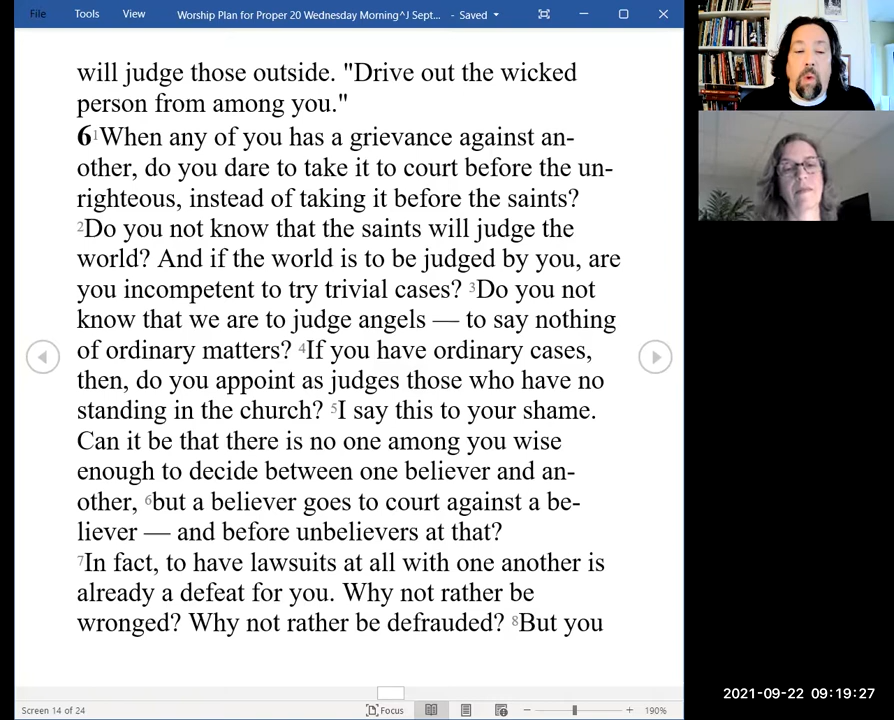 File Tools View Worship Plan for Proper 20 Wednesday Morning^J Sept... - Saved
will judge those outside. "Drive out the wicked
person from among you."
6 1When any of you has a grievance against an-
other, do you dare to take it to court before the un-
righteous, instead of taking it before the saints?
2Do you not know that the saints will judge the
world? And if the world is to be judged by you, are
you incompetent to try trivial cases? 3Do you not
know that we are to judge angels — to say nothing
of ordinary matters? 4If you have ordinary cases,
then, do you appoint as judges those who have no
standing in the church? 5I say this to your shame.
Can it be that there is no one among you wise
enough to decide between one believer and an-
other, 6but a believer goes to court against a be-
liever — and before unbelievers at that?
7In fact, to have lawsuits at all with one another is
already a defeat for you. Why not rather be
wronged? Why not rather be defrauded? 8But you
Screen 14 of 24 Focus 190%
2021-09-22 09:19:27